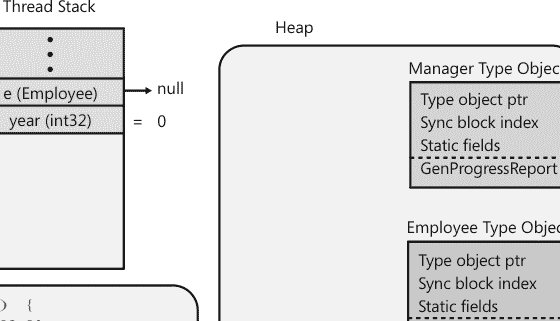 Thread Stack
e (Employee)
null
year (int32)
= 0
Heap
Manager Type Objec
Type object ptr
Sync block index
Static fields
GenProgressReport
Employee Type Objec
Type object ptr
Sync block index
Static fields
) {